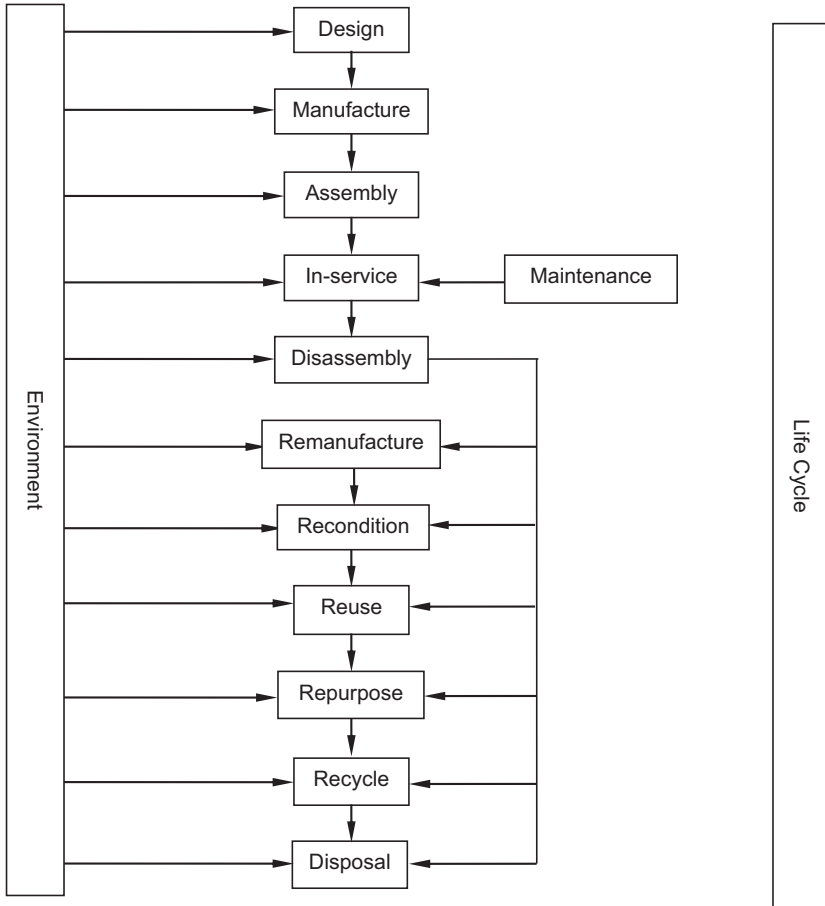 Design
Manufacture
Assembly
In-service
Maintenance
Disassembly
Environment
Life Cycle
Remanufacture
Recondition
Reuse
Repurpose
Recycle
Disposal